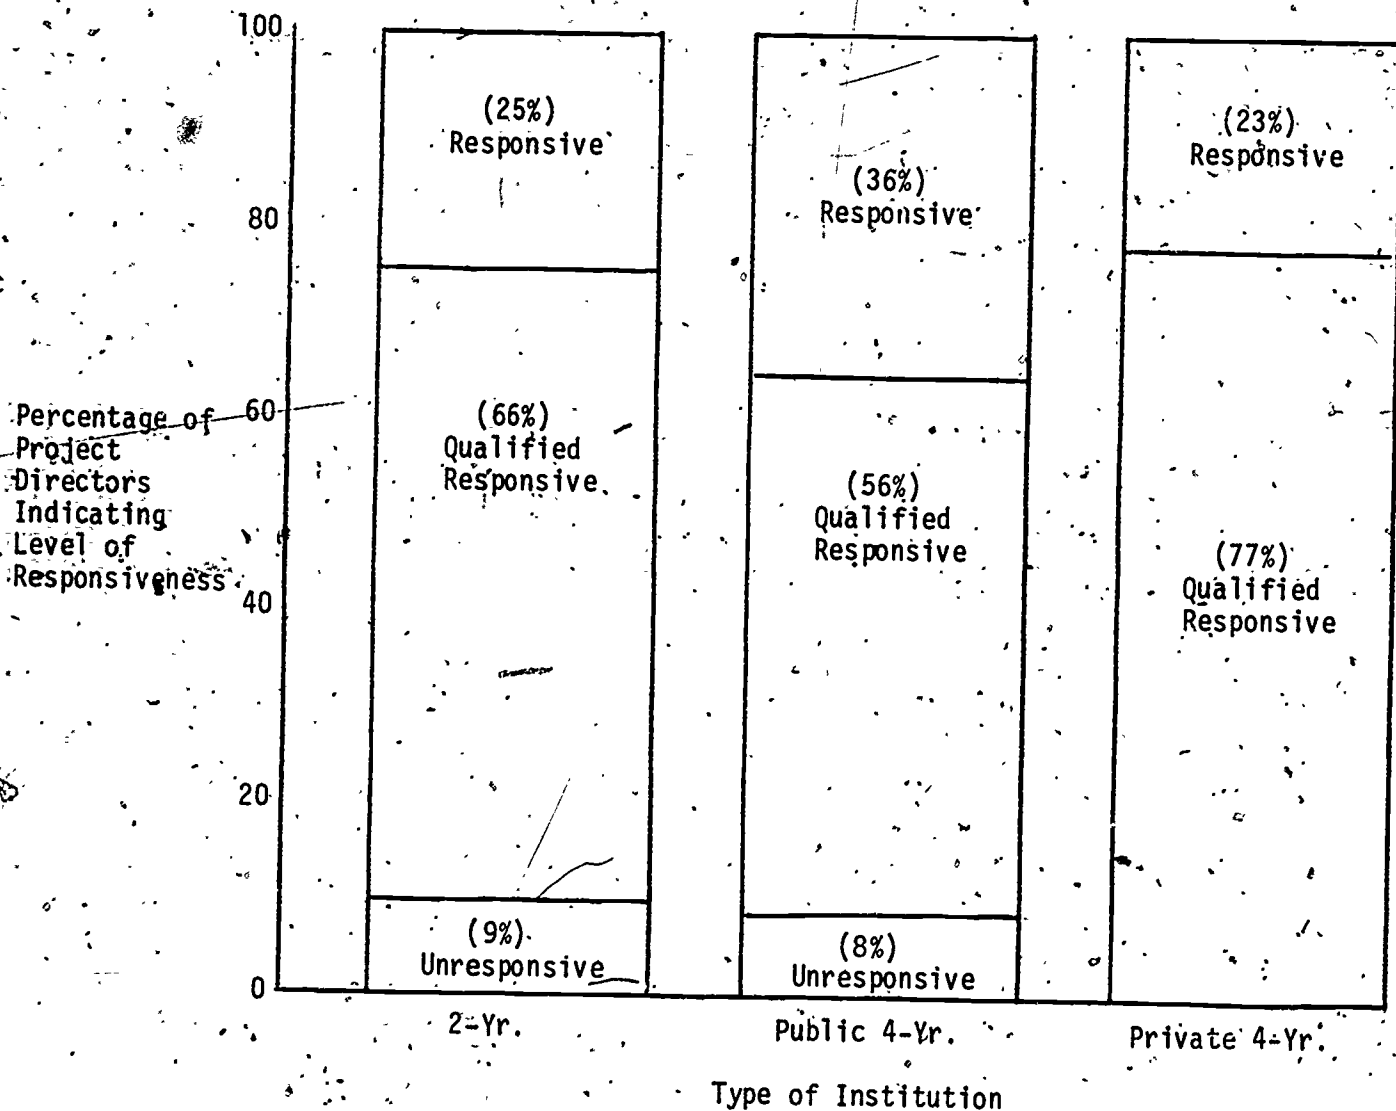 100
80
60
40
20
0
Percentage of
Project
Directors
Indicating
Level of
Responsiveness
(25%)
Responsive
(66%)
Qualified
Responsive
(9%)
Unresponsive
(36%)
Responsive
(56%)
Qualified
Responsive
(8%)
Unresponsive
(23%)
Responsive
(77%)
Qualified
Responsive
2-Yr.
Public 4-Yr.
Private 4-Yr.
Type of Institution